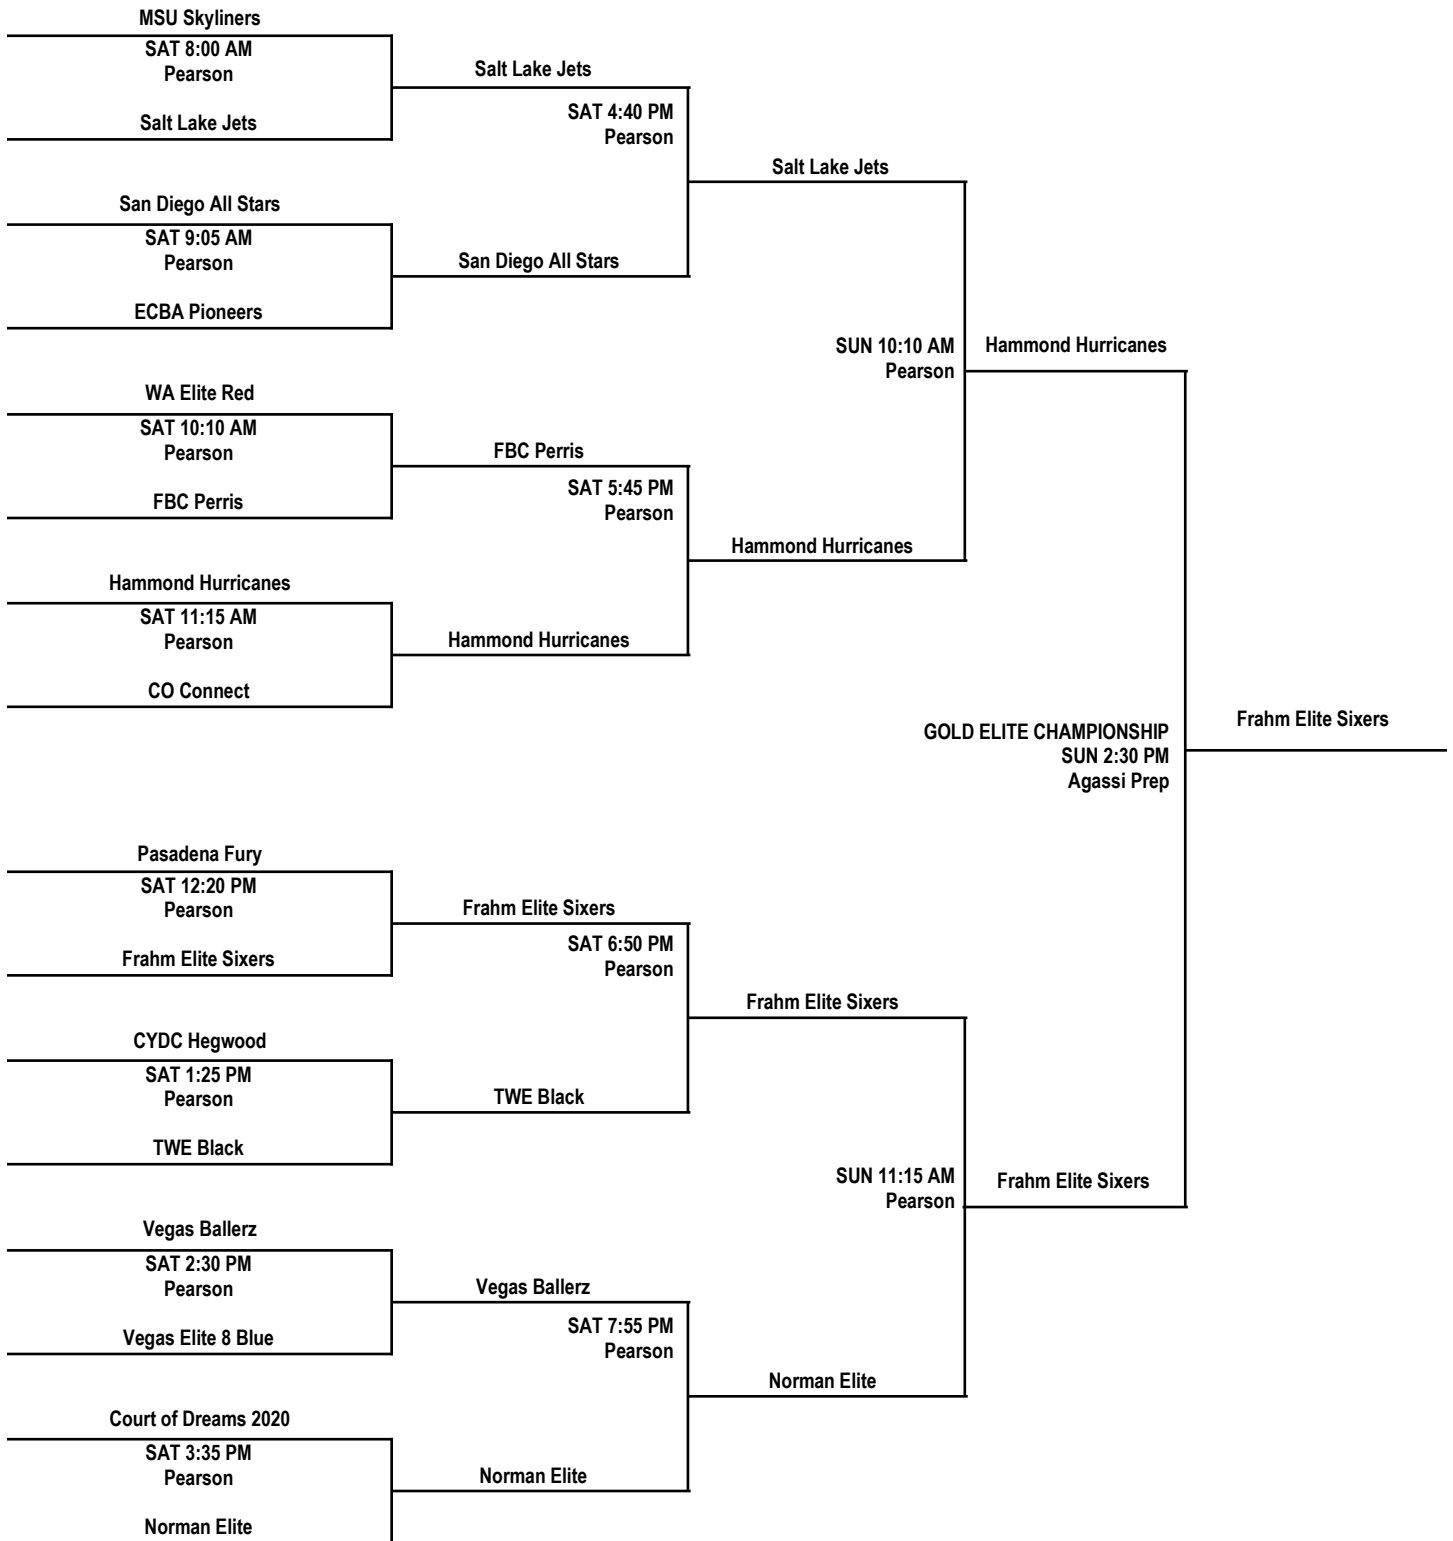 MSU Skyliners
SAT 8:00 AM
Pearson
Salt Lake Jets
Salt Lake Jets
SAT 4:40 PM
Pearson
San Diego All Stars
SAT 9:05 AM
Pearson
ECBA Pioneers
San Diego All Stars
Salt Lake Jets
SUN 10:10 AM
Pearson
Hammond Hurricanes
WA Elite Red
SAT 10:10 AM
Pearson
FBC Perris
FBC Perris
SAT 5:45 PM
Pearson
Hammond Hurricanes
Hammond Hurricanes
SAT 11:15 AM
Pearson
CO Connect
Hammond Hurricanes
GOLD ELITE CHAMPIONSHIP
SUN 2:30 PM
Agassi Prep
Frahm Elite Sixers
Pasadena Fury
SAT 12:20 PM
Pearson
Frahm Elite Sixers
Frahm Elite Sixers
SAT 6:50 PM
Pearson
Frahm Elite Sixers
CYDC Hegwood
SAT 1:25 PM
Pearson
TWE Black
TWE Black
SUN 11:15 AM
Pearson
Frahm Elite Sixers
Vegas Ballerz
SAT 2:30 PM
Pearson
Vegas Elite 8 Blue
Vegas Ballerz
SAT 7:55 PM
Pearson
Norman Elite
Court of Dreams 2020
SAT 3:35 PM
Pearson
Norman Elite
Norman Elite